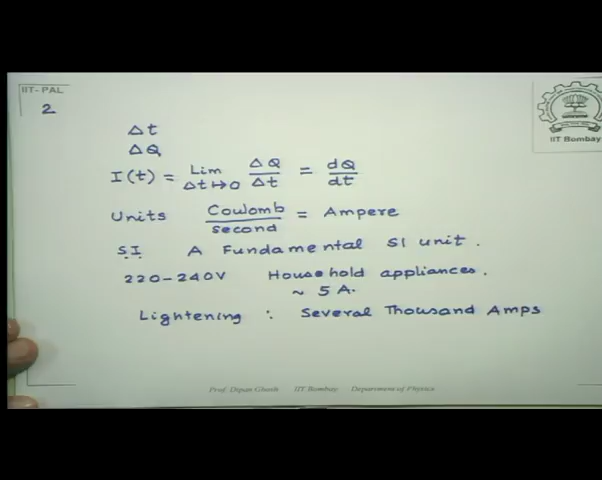 IIT-PAL
2
IIT Bombay
Δt
ΔQ
I(t) = Lim Δt↦0 ΔQ/Δt = dQ/dt
Units Coulomb/second = Ampere
SI A Fundamental SI unit.
220-240V Household appliances.
~ 5 A.
Lightening : Several Thousand Amps
Prof. Dipan Ghosh IIT Bombay Department of Physics